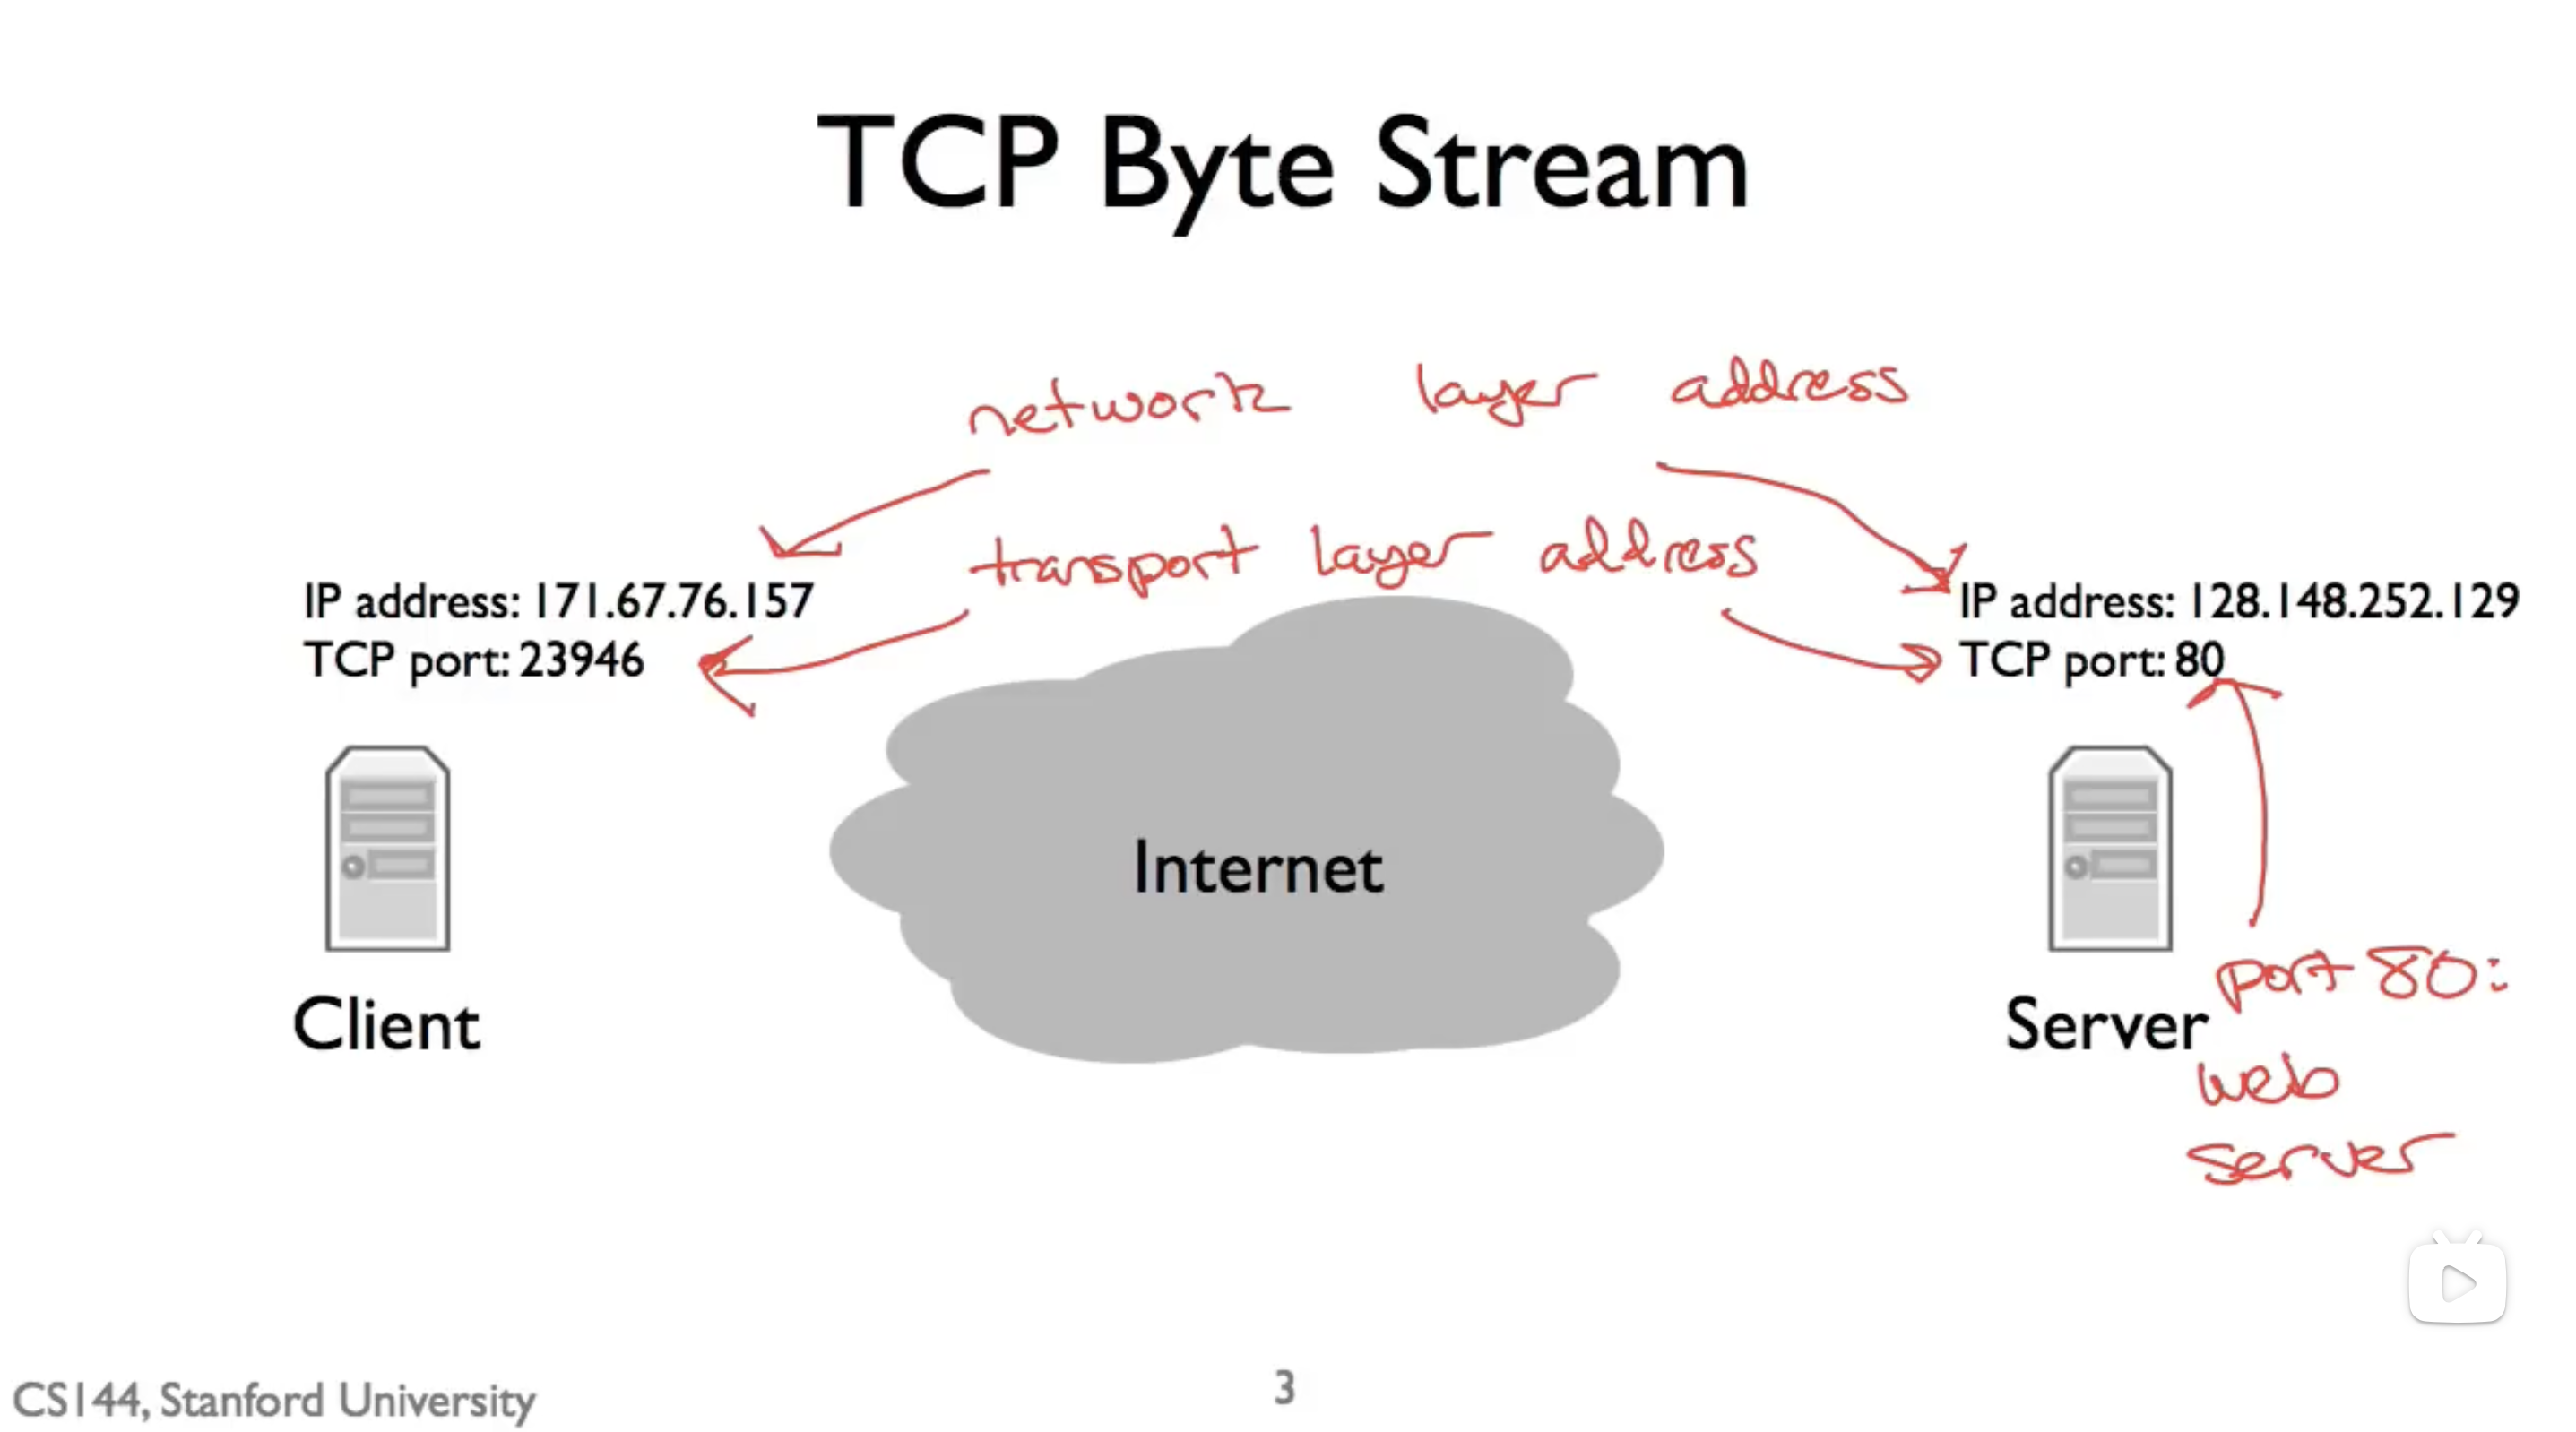 TCP Byte Stream
network layer address
transport layer address
IP address: 171.67.76.157
TCP port: 23946
IP address: 128.148.252.129
TCP port: 80
Internet
Client
Server
port 80:
web
server
CS144, Stanford University
3